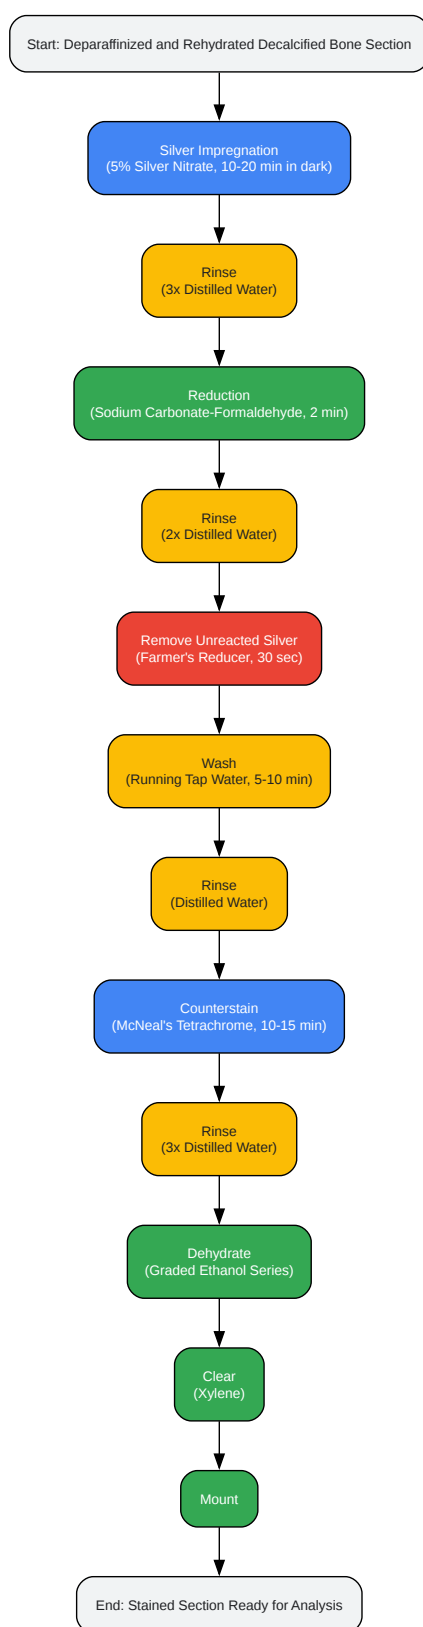 Start: Deparaffinized and Rehydrated Decalcified Bone Section
Silver Impregnation
(5% Silver Nitrate, 10-20 min in dark)
Rinse
(3x Distilled Water)
Reduction
(Sodium Carbonate-Formaldehyde, 2 min)
Rinse
(2x Distilled Water)
Remove Unreacted Silver
(Farmer's Reducer, 30 sec)
Wash
(Running Tap Water, 5-10 min)
Rinse
(Distilled Water)
Counterstain
(McNeal's Tetrachrome, 10-15 min)
Rinse
(3x Distilled Water)
Dehydrate
(Graded Ethanol Series)
Clear
(Xylene)
Mount
End: Stained Section Ready for Analysis